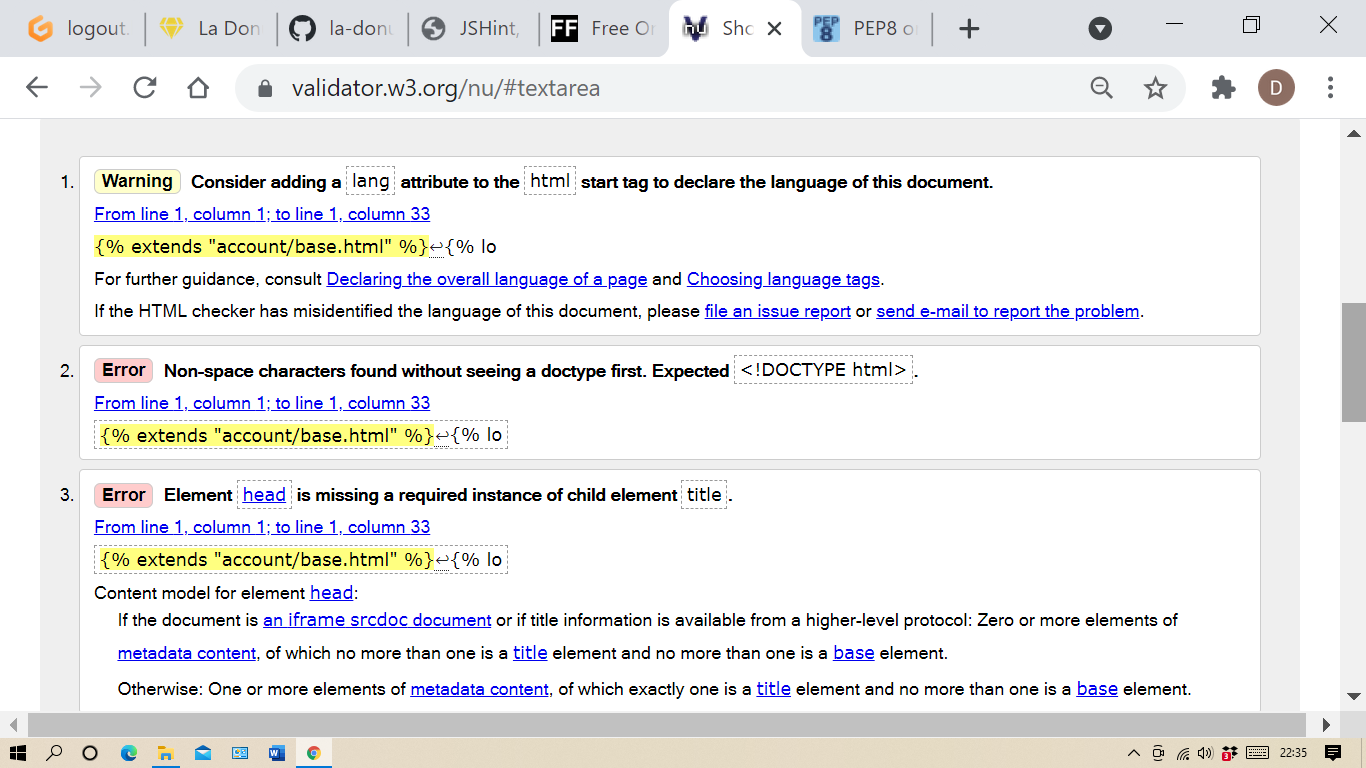 logout.
La Don
la-donu
JSHint,
FF Free Or
Sho
PEP8 or
validator.w3.org/nu/#textarea
D
1. Warning Consider adding a lang attribute to the html start tag to declare the language of this document.
From line 1, column 1; to line 1, column 33
{% extends "account/base.html" %}↩{% lo
For further guidance, consult Declaring the overall language of a page and Choosing language tags.
If the HTML checker has misidentified the language of this document, please file an issue report or send e-mail to report the problem.
2. Error Non-space characters found without seeing a doctype first. Expected <!DOCTYPE html>.
From line 1, column 1; to line 1, column 33
{% extends "account/base.html" %}↩{% lo
3. Error Element head is missing a required instance of child element title.
From line 1, column 1; to line 1, column 33
{% extends "account/base.html" %}↩{% lo
Content model for element head:
If the document is an iframe srcdoc document or if title information is available from a higher-level protocol: Zero or more elements of
metadata content, of which no more than one is a title element and no more than one is a base element.
Otherwise: One or more elements of metadata content, of which exactly one is a title element and no more than one is a base element.
22:35